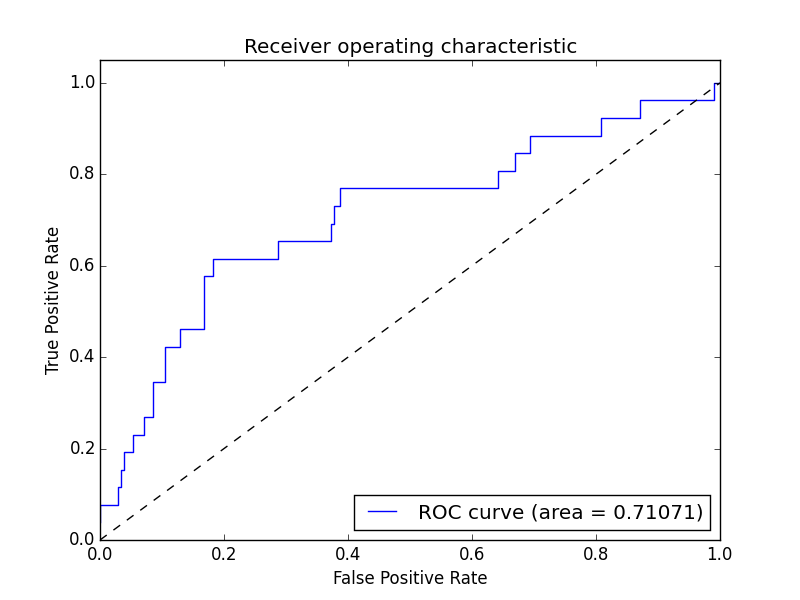 Receiver operating characteristic
1.0
0.8
0.6
0.4
0.2
0.0
True Positive Rate
ROC curve (area = 0.71071)
0.0 0.2 0.4 0.6 0.8 1.0
False Positive Rate